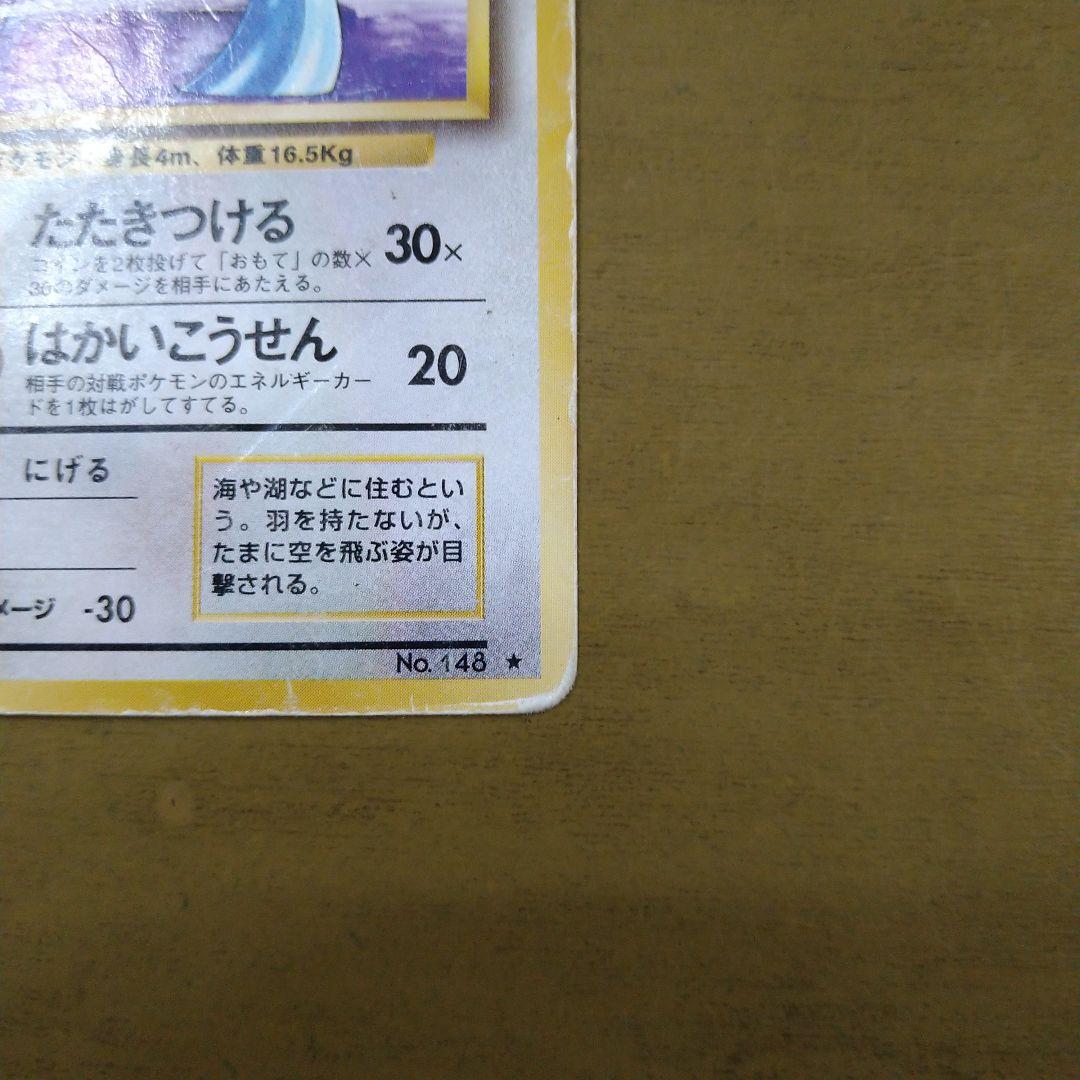 ケモン 身長4m、体重16.5Kg
たたきつける 30×
コインを2枚投げて「おもて」の数×
30のダメージを相手にあたえる。
はかいこうせん 20
相手の対戦ポケモンのエネルギーカー
ドを1枚はがしてすてる。
にげる
海や湖などに住むとい
う。羽を持たないが、
たまに空を飛ぶ姿が目
撃される。
メージ -30
No. 148 ★